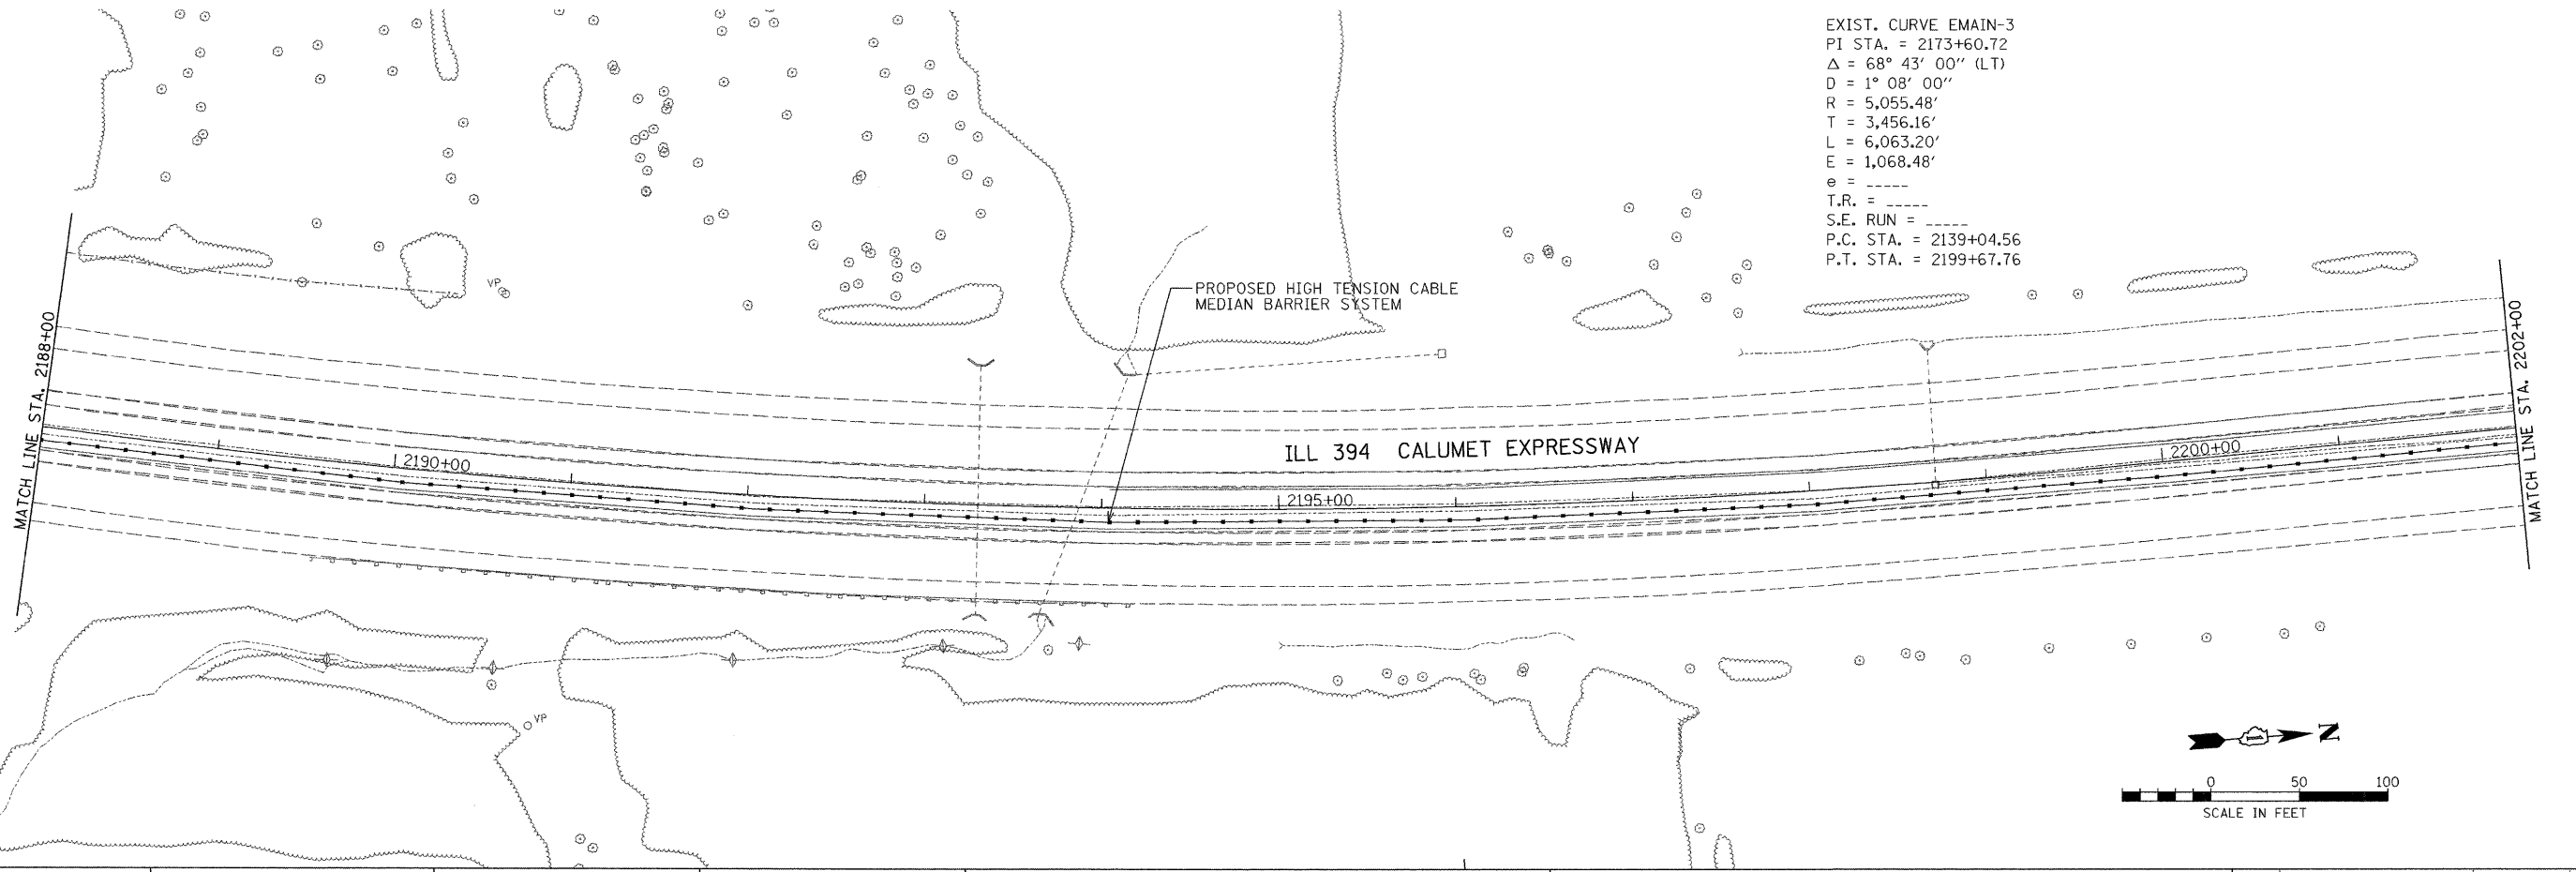 EXIST. CURVE EMAIN-3
PI STA. = 2173+60.72
Δ = 68° 43' 00" (LT)
D = 1° 08' 00"
R = 5,055.48'
T = 3,456.16'
L = 6,063.20'
E = 1,068.48'
e = _____
T.R. = _____
S.E. RUN = _____
P.C. STA. = 2139+04.56
P.T. STA. = 2199+67.76
VP
PROPOSED HIGH TENSION CABLE
MEDIAN BARRIER SYSTEM
MATCH LINE STA. 2188+00
MATCH LINE STA. 2202+00
ILL 394 CALUMET EXPRESSWAY
2190+00
2195+00
2200+00
VP
N
0 50 100
SCALE IN FEET